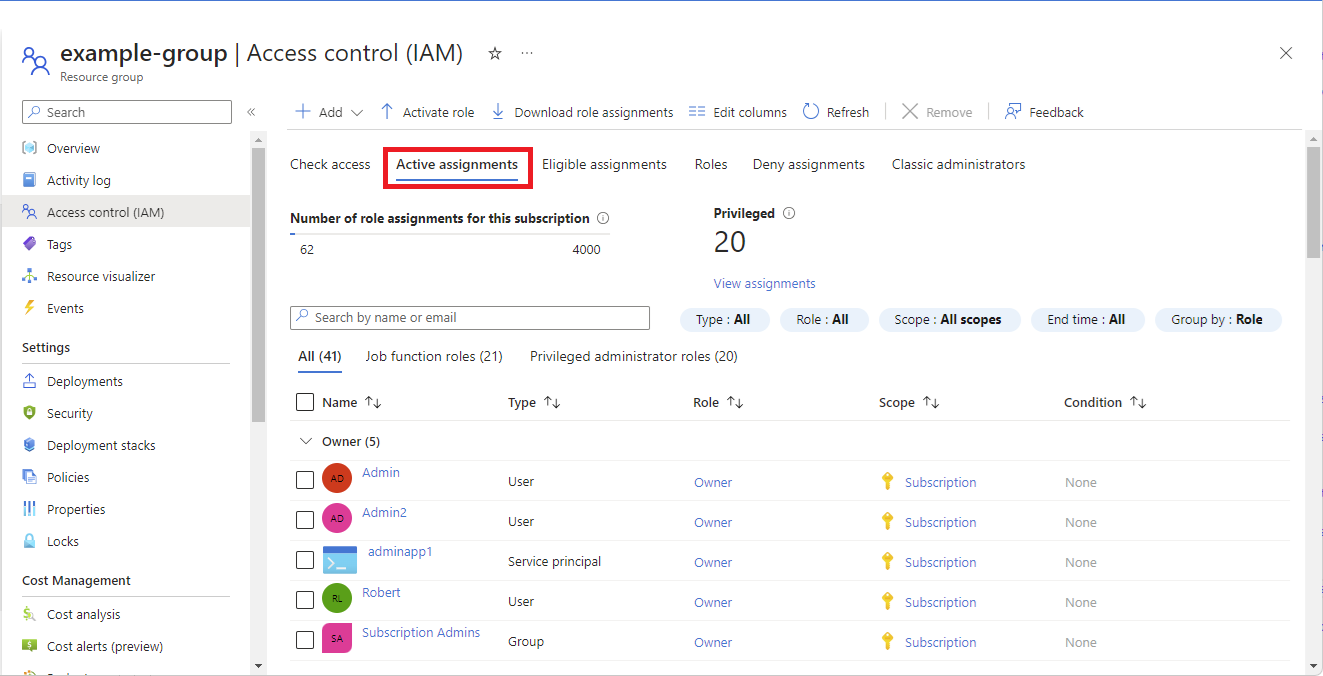 example-group | Access control (IAM)
Resource group
Search
Overview
Activity log
Access control (IAM)
Tags
Resource visualizer
Events
Settings
Deployments
Security
Deployment stacks
Policies
Properties
Locks
Cost Management
Cost analysis
Cost alerts (preview)
Add Activate role Download role assignments Edit columns Refresh Remove Feedback
Check access Active assignments Eligible assignments Roles Deny assignments Classic administrators
Number of role assignments for this subscription
62 4000
Privileged
20
View assignments
Search by name or email
Type : All Role : All Scope : All scopes End time : All Group by : Role
All (41) Job function roles (21) Privileged administrator roles (20)
Name Type Role Scope Condition
Owner (5)
AD Admin User Owner Subscription None
AD Admin2 User Owner Subscription None
adminapp1 Service principal Owner Subscription None
RL Robert User Owner Subscription None
SA Subscription Admins Group Owner Subscription None